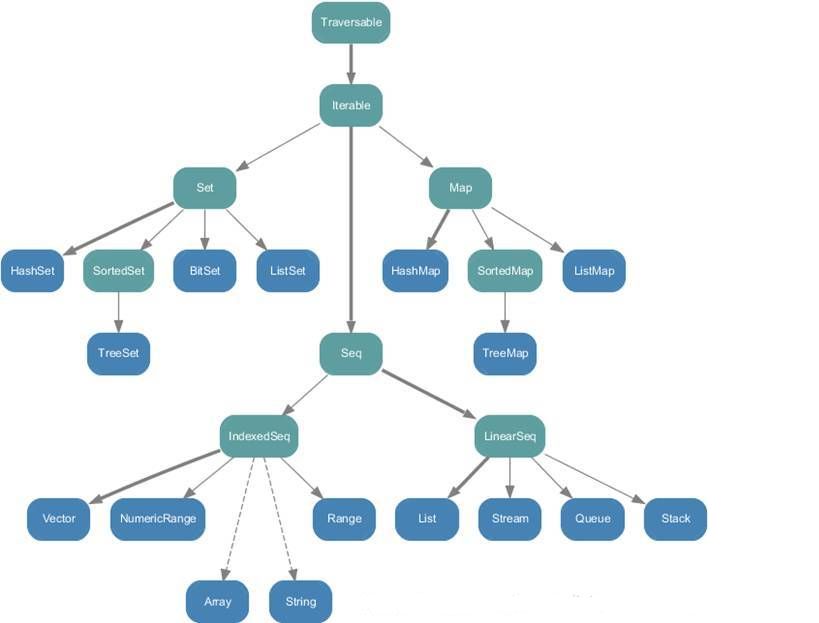 Traversable
Iterable
Set
Map
HashSet
SortedSet
BitSet
ListSet
HashMap
SortedMap
ListMap
TreeSet
Seq
TreeMap
IndexedSeq
LinearSeq
Vector
NumericRange
Range
List
Stream
Queue
Stack
Array
String